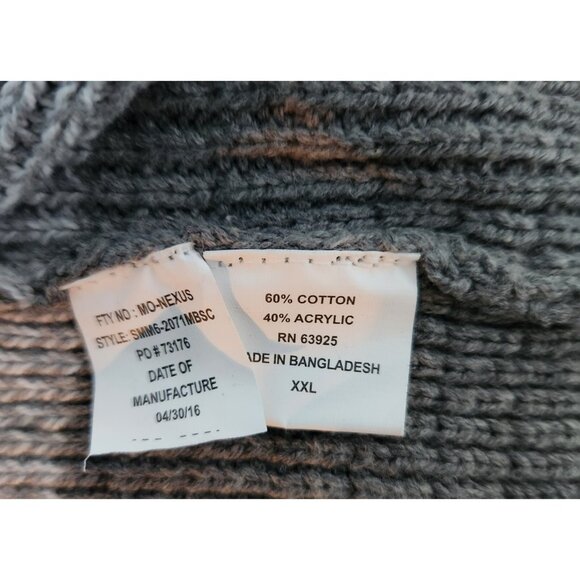 FTY NO : MO-NEXUS
STYLE: SMM6-2071MBSC
PO # 73176
DATE OF
MANUFACTURE
04/30/16
60% COTTON
40% ACRYLIC
RN 63925
ADE IN BANGLADESH
XXL